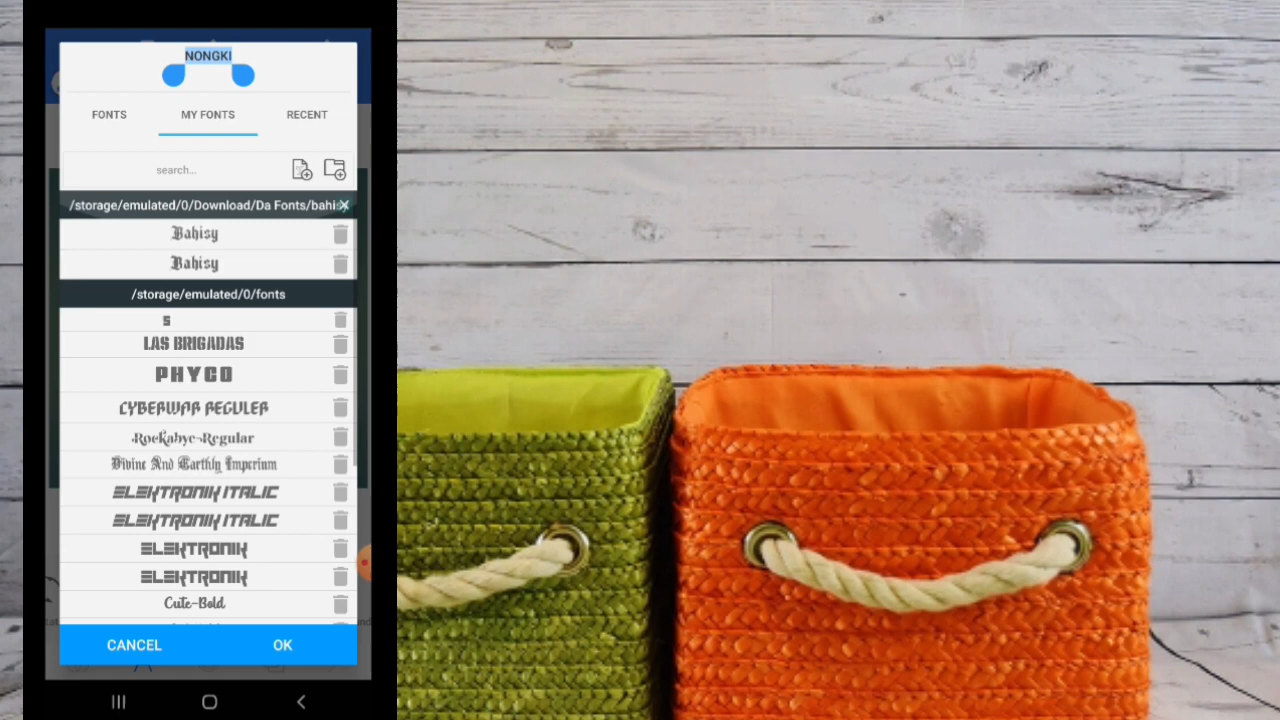 NONGKI
FONTS MY FONTS RECENT
search...
/storage/emulated/0/Download/Da Fonts/bahisy
Bahisy
Bahisy
/storage/emulated/0/fonts
s
LAS BRIGADAS
PHYCO
CYBERWAR REGULER
Rockabye-Regular
Divine And Earthly Imperium
ELEKTRONIK ITALIC
ELEKTRONIK ITALIC
ELEKTRONIK
ELEKTRONIK
Cute-Bold
CANCEL OK